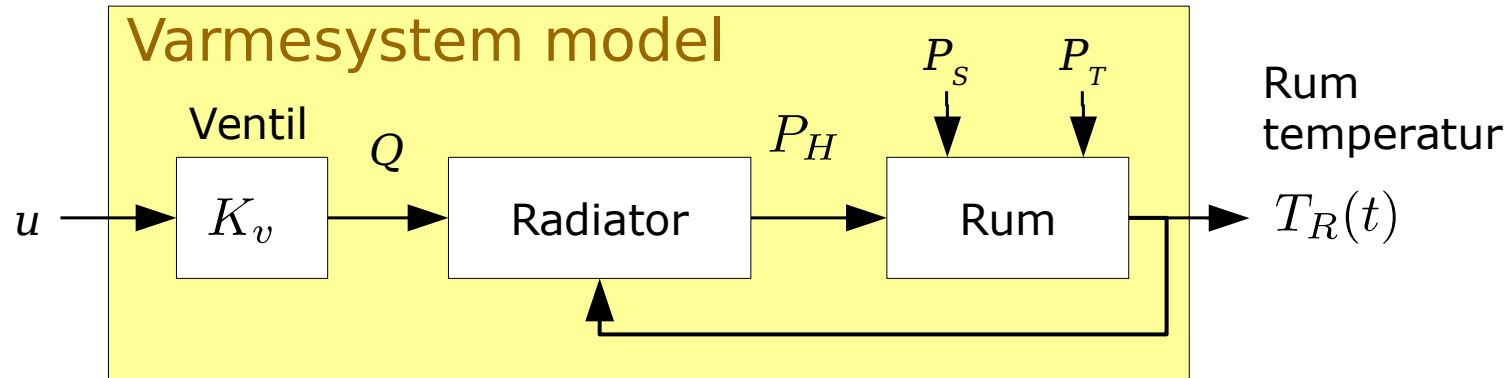 Varmesystem model
P_S
P_T
Rum
temperatur
Ventil
Q
P_H
u
K_v
Radiator
Rum
T_R(t)